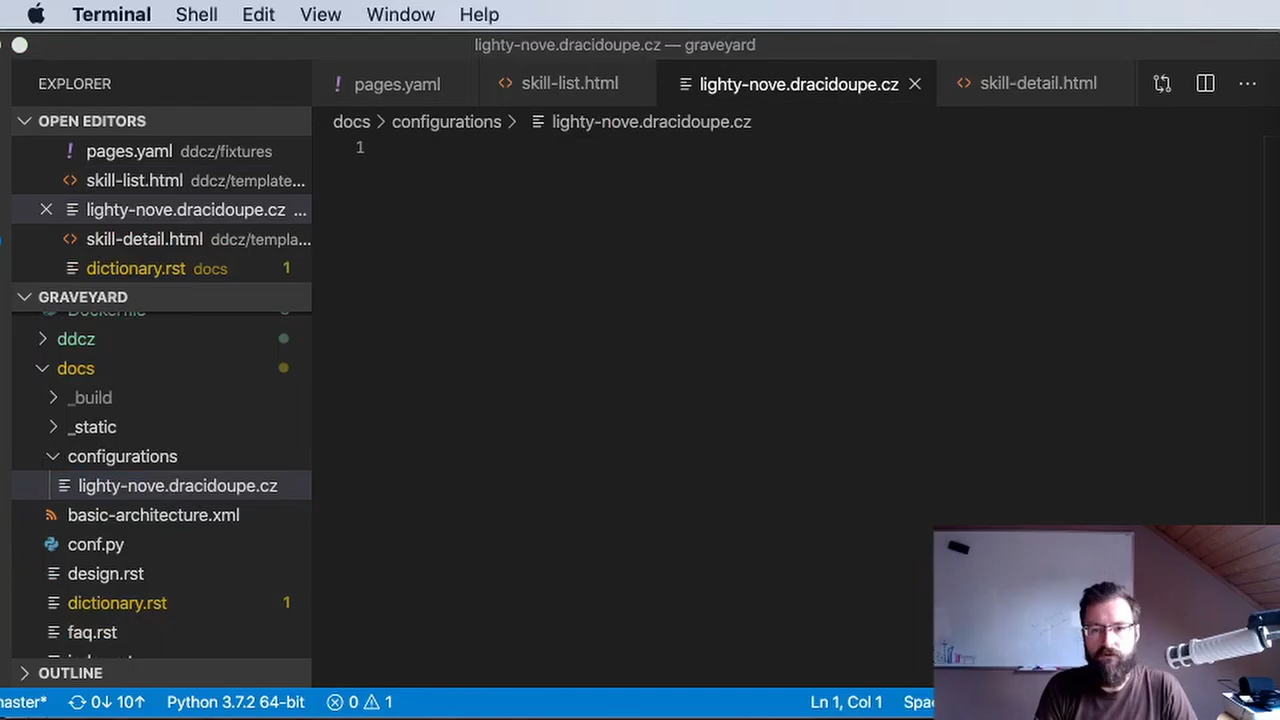 Terminal Shell Edit View Window Help
lighty-nove.dracidoupe.cz — graveyard
EXPLORER
! pages.yaml
<> skill-list.html
lighty-nove.dracidoupe.cz
<> skill-detail.html
...
OPEN EDITORS
docs > configurations > lighty-nove.dracidoupe.cz
! pages.yaml ddcz/fixtures
1
<> skill-list.html ddcz/template...
lighty-nove.dracidoupe.cz ...
<> skill-detail.html ddcz/templa...
dictionary.rst docs 1
GRAVEYARD
ddcz
docs
_build
_static
configurations
lighty-nove.dracidoupe.cz
basic-architecture.xml
conf.py
design.rst
dictionary.rst 1
faq.rst
OUTLINE
master* 0↓ 10↑ Python 3.7.2 64-bit 0 1 Ln 1, Col 1 Spac